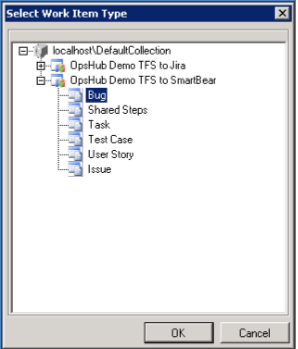 Select Work Item Type
localhost\DefaultCollection
OpsHub Demo TFS to Jira
OpsHub Demo TFS to SmartBear
Bug
Shared Steps
Task
Test Case
User Story
Issue
OK Cancel